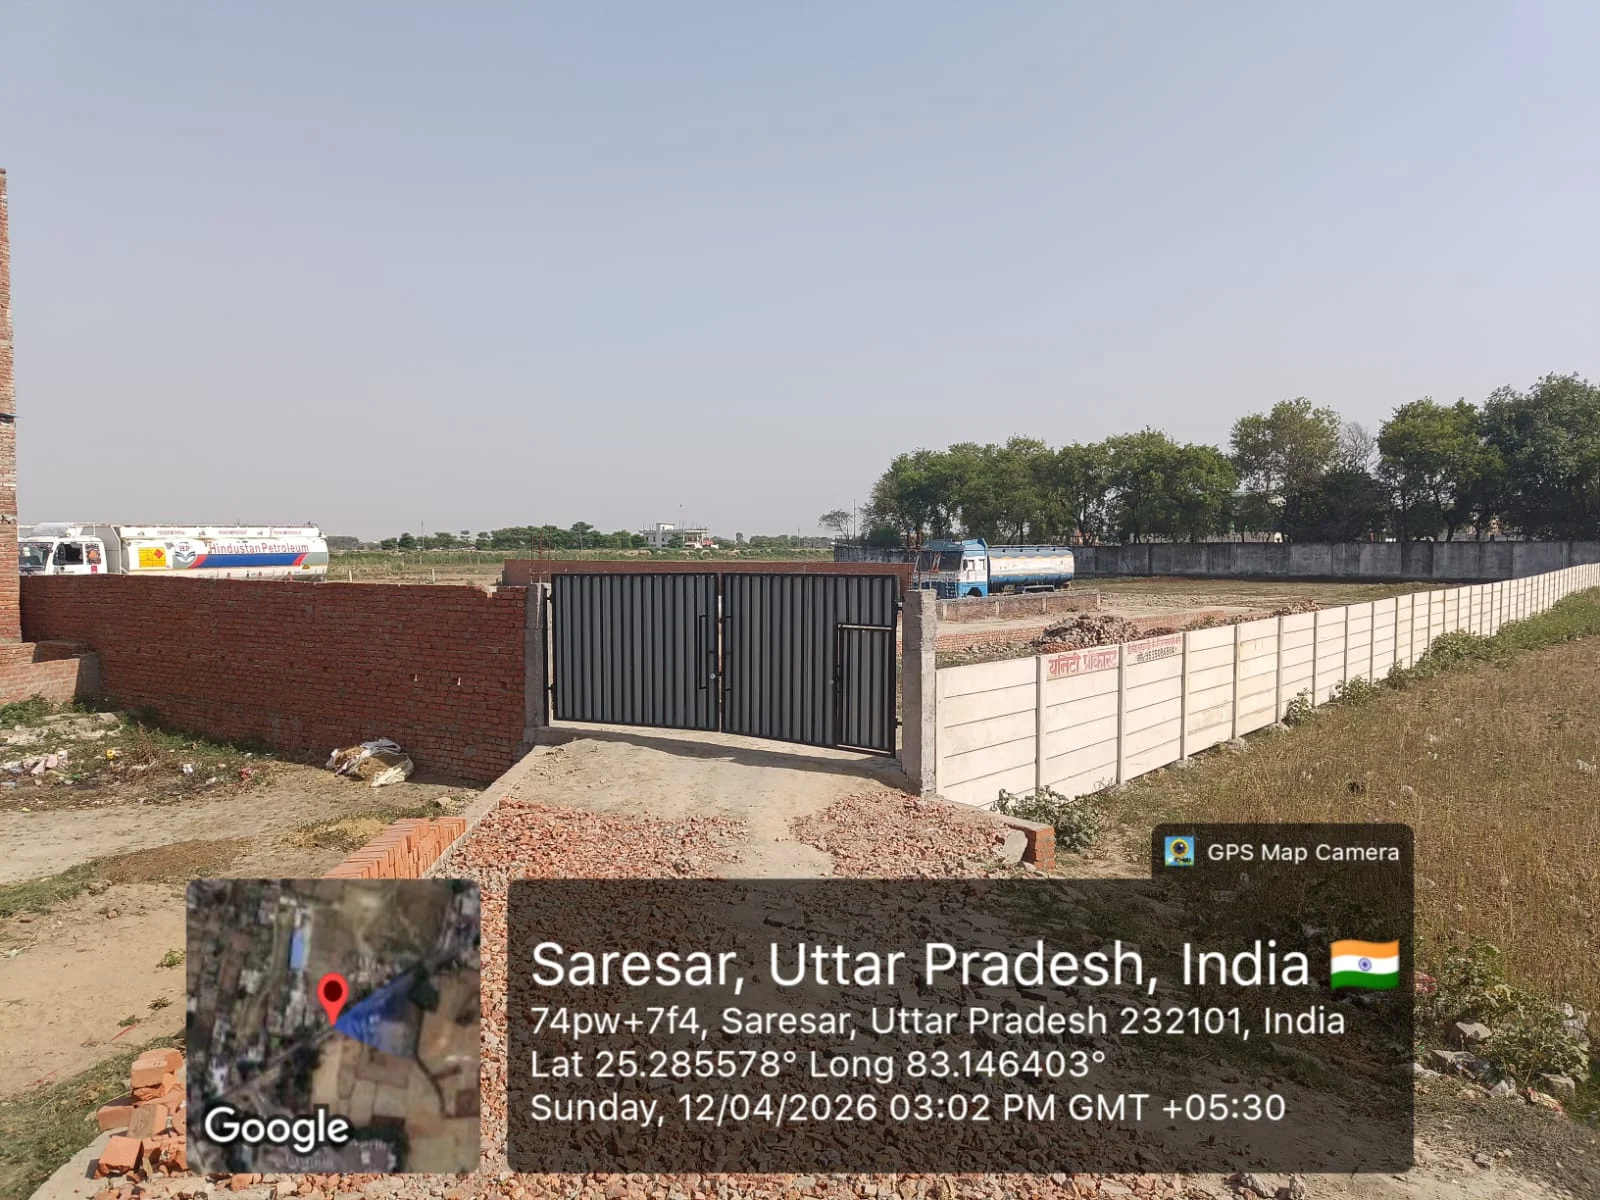 HP
Hindustan Petroleum
यूनिटी प्रीकास्ट
GPS Map Camera
Saresar, Uttar Pradesh, India
74pw+7f4, Saresar, Uttar Pradesh 232101, India
Lat 25.285578° Long 83.146403°
Sunday, 12/04/2026 03:02 PM GMT +05:30
Google